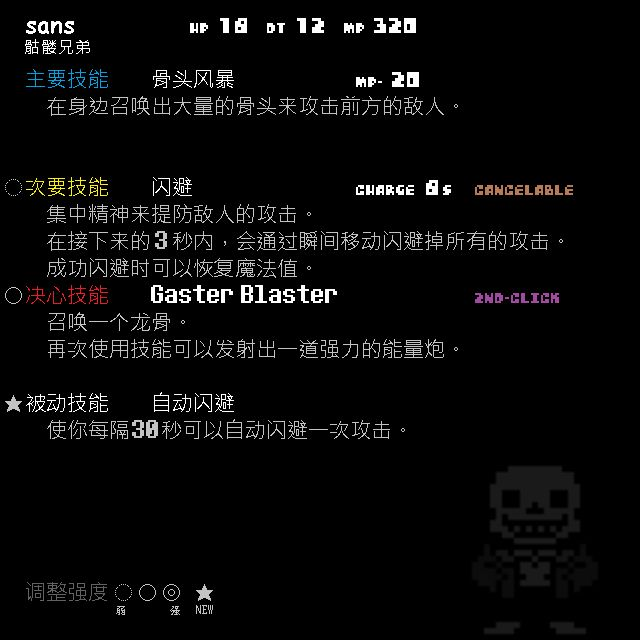 sans HP 18 DT 12 MP 320
骷髅兄弟
主要技能 骨头风暴 MP- 20
在身边召唤出大量的骨头来攻击前方的敌人。
次要技能 闪避 CHARGE 8s CANCELABLE
集中精神来提防敌人的攻击。
在接下来的3秒内,会通过瞬间移动闪避掉所有的攻击。
成功闪避时可以恢复魔法值。
决心技能 Gaster Blaster 2ND-CLICK
召唤一个龙骨。
再次使用技能可以发射出一道强力的能量炮。
被动技能 自动闪避
使你每隔30秒可以自动闪避一次攻击。
调整强度
弱 强 NEW